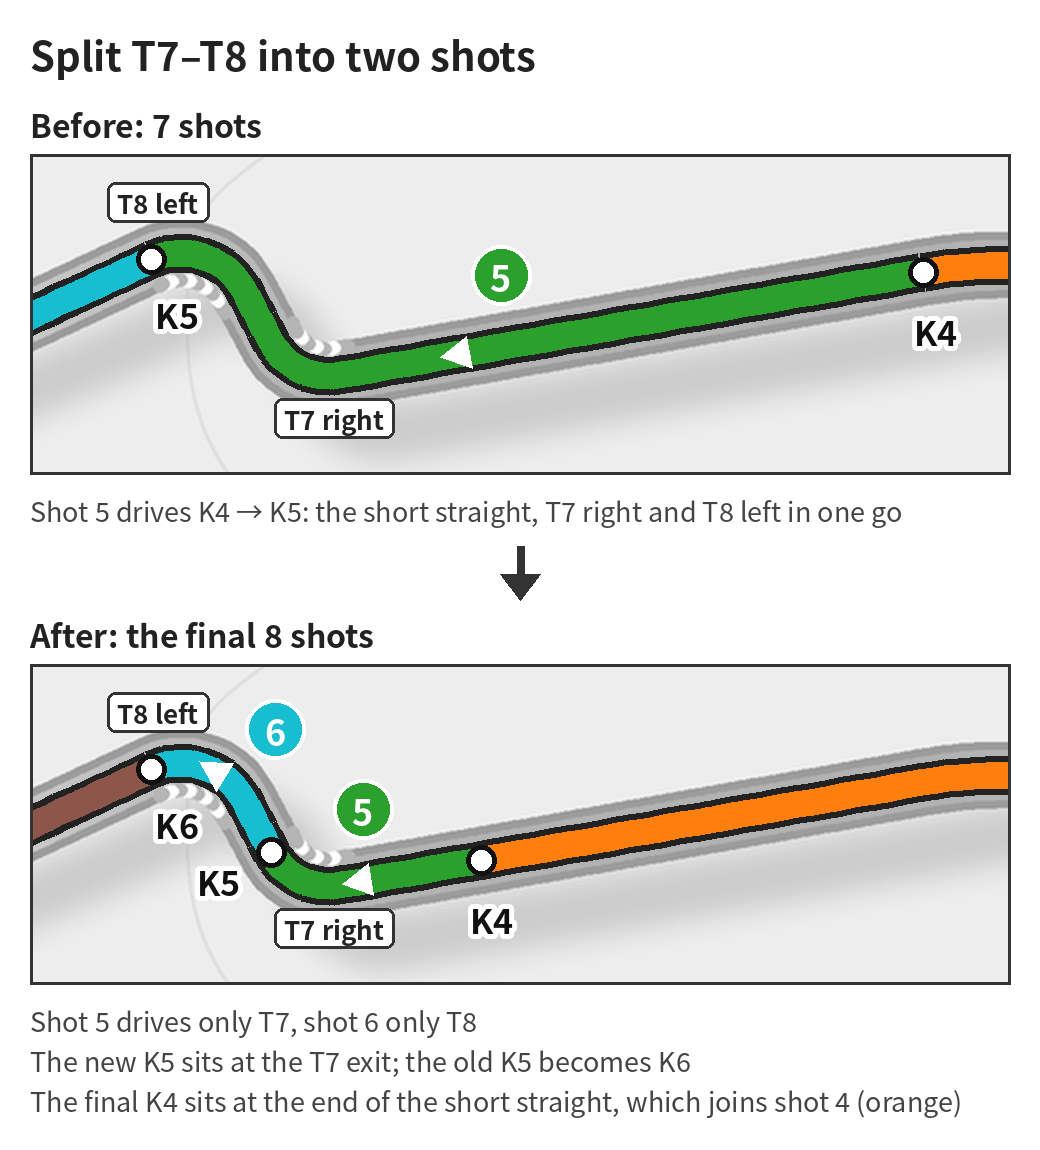 Split T7–T8 into two shots
Before: 7 shots
T8 left
5
K5
K4
T7 right
Shot 5 drives K4 → K5: the short straight, T7 right and T8 left in one go
After: the final 8 shots
T8 left
6
5
K6
K5
K4
T7 right
Shot 5 drives only T7, shot 6 only T8
The new K5 sits at the T7 exit; the old K5 becomes K6
The final K4 sits at the end of the short straight, which joins shot 4 (orange)